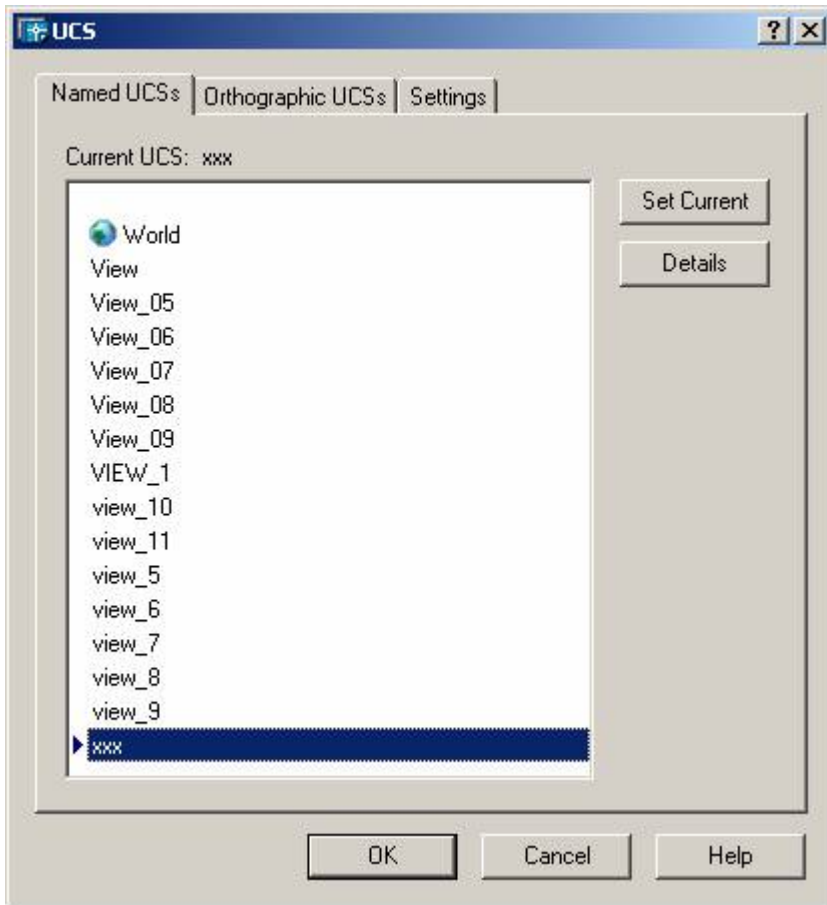 UCS
Named UCSs Orthographic UCSs Settings
Current UCS: xxx
World
View
View_05
View_06
View_07
View_08
View_09
VIEW_1
view_10
view_11
view_5
view_6
view_7
view_8
view_9
xxx
Set Current
Details
OK Cancel Help